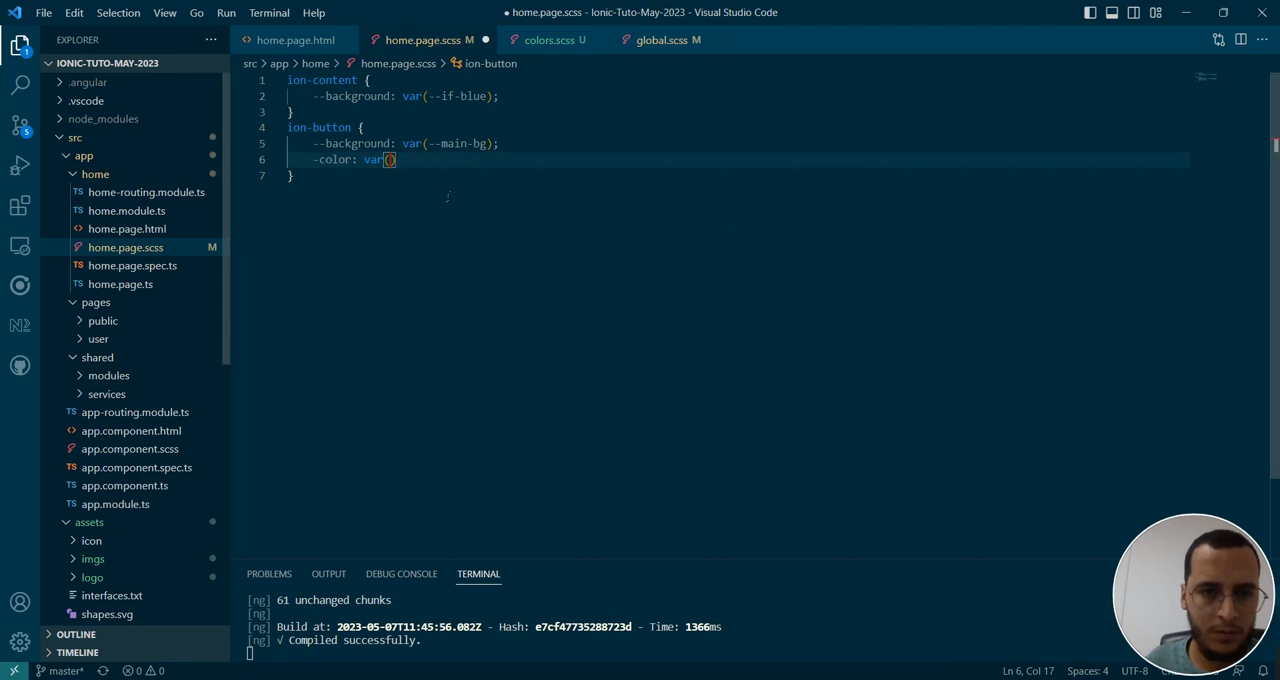 File Edit Selection View Go Run Terminal Help
● home.page.scss - Ionic-Tuto-May-2023 - Visual Studio Code
EXPLORER
home.page.html
home.page.scss M
colors.scss U
global.scss M
IONIC-TUTO-MAY-2023
src > app > home > home.page.scss > ion-button
.angular
.vscode
node_modules
src
app
home
home-routing.module.ts
home.module.ts
home.page.html
home.page.scss M
home.page.spec.ts
home.page.ts
pages
public
user
shared
modules
services
app-routing.module.ts
app.component.html
app.component.scss
app.component.spec.ts
app.component.ts
app.module.ts
assets
icon
imgs
logo
interfaces.txt
shapes.svg
OUTLINE
TIMELINE
1 ion-content {
2 --background: var(--if-blue);
3 }
4 ion-button {
5 --background: var(--main-bg);
6 -color: var()
7 }
PROBLEMS OUTPUT DEBUG CONSOLE TERMINAL
[ng] 61 unchanged chunks
[ng]
[ng] Build at: 2023-05-07T11:45:56.082Z - Hash: e7cf47735288723d - Time: 1366ms
[ng] √ Compiled successfully.
1
5
master* 0 0
Ln 6, Col 17 Spaces: 4 UTF-8